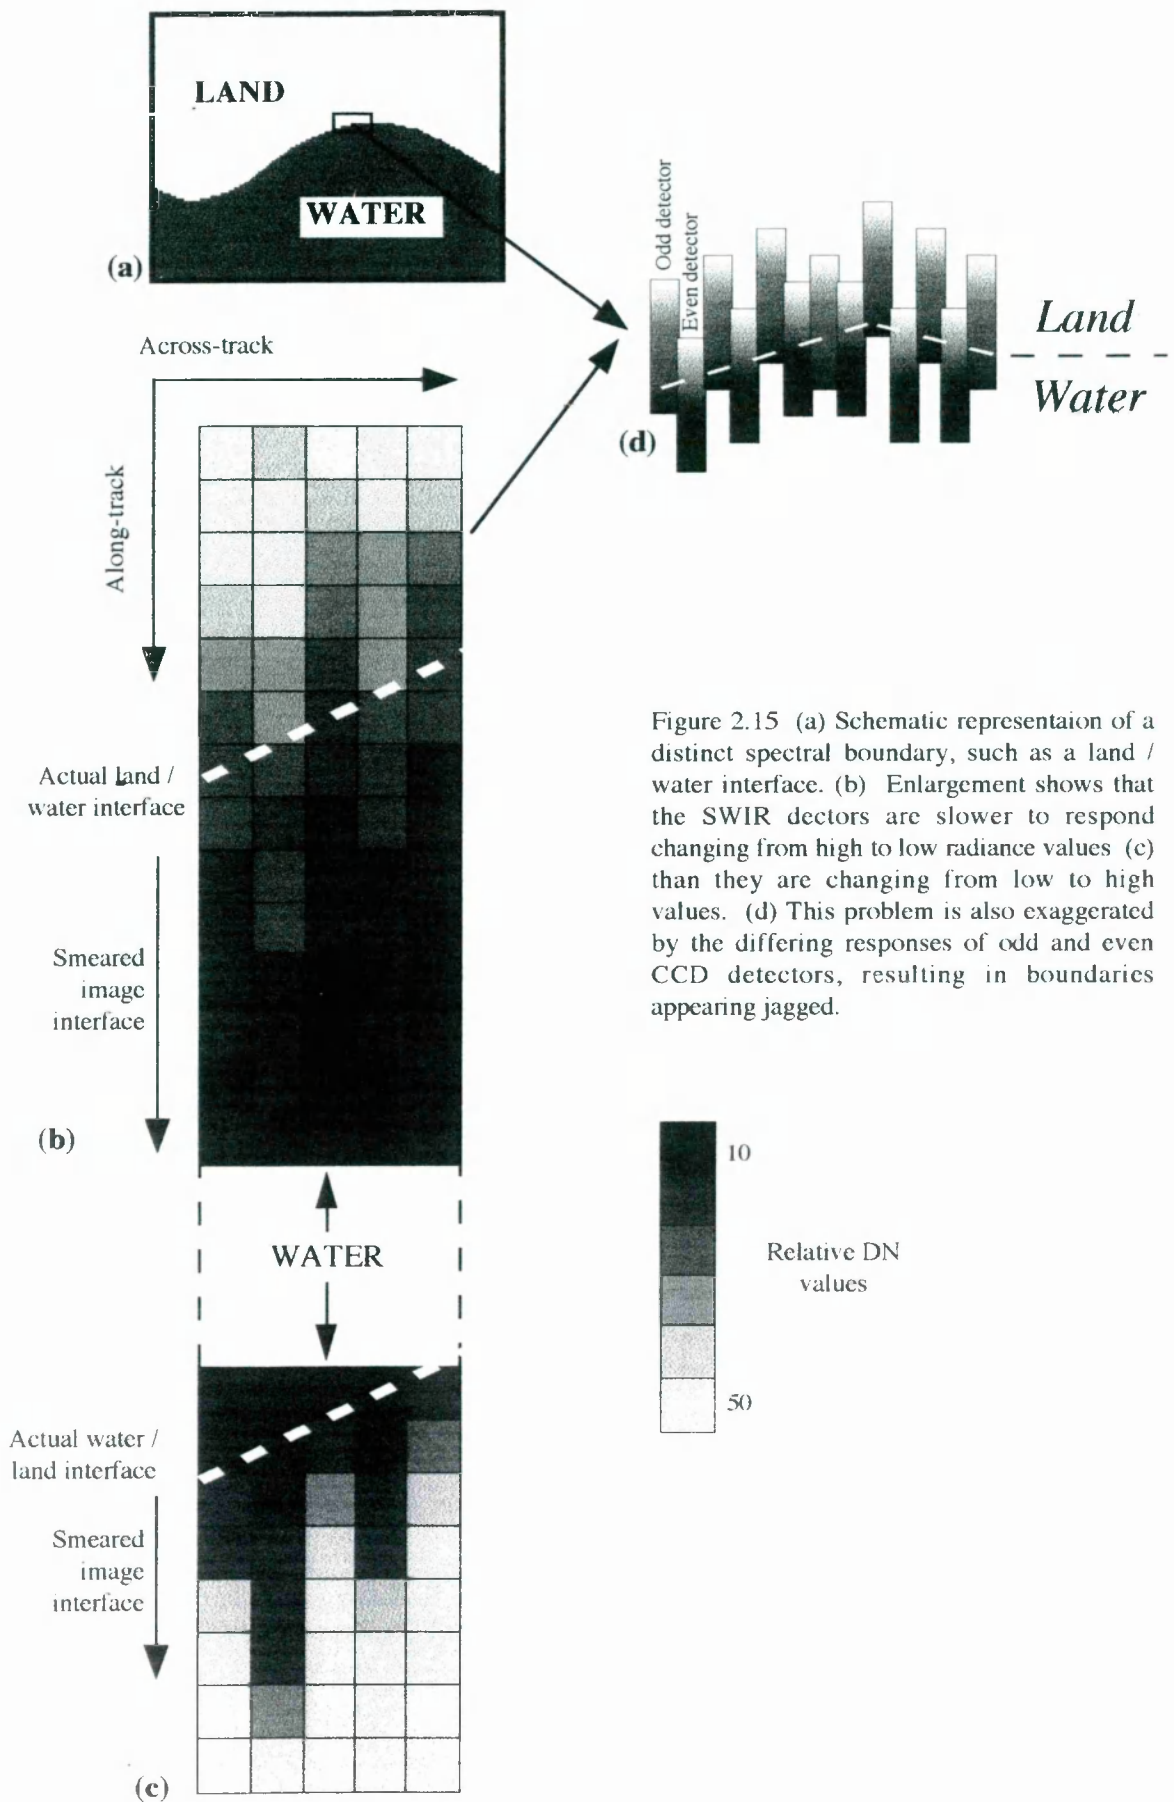 LAND
WATER
(a)
Odd detector
Even detector
Land
Water
(d)
Across-track
Along-track
Actual land /
water interface
Smeared
image
interface
(b)
Figure 2.15 (a) Schematic representaion of a
distinct spectral boundary, such as a land /
water interface. (b) Enlargement shows that
the SWIR dectors are slower to respond
changing from high to low radiance values (c)
than they are changing from low to high
values. (d) This problem is also exaggerated
by the differing responses of odd and even
CCD detectors, resulting in boundaries
appearing jagged.
10
Relative DN
values
50
WATER
Actual water /
land interface
Smeared
image
interface
(c)